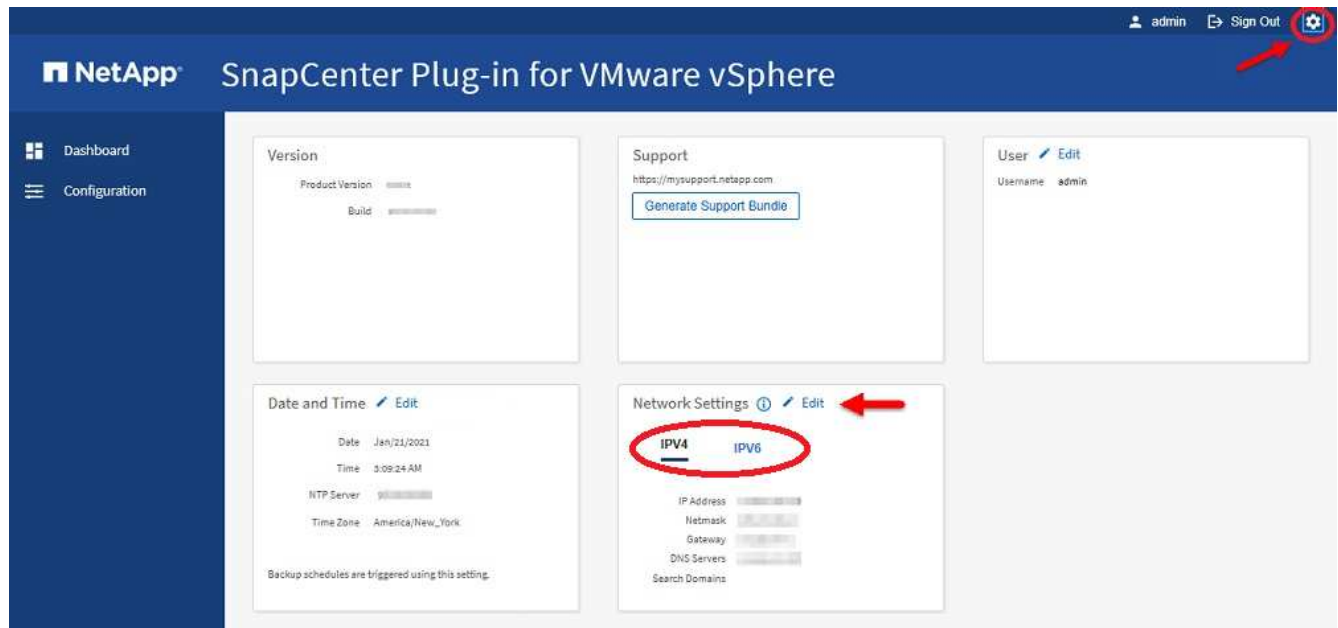 admin Sign Out
NetApp SnapCenter Plug-in for VMware vSphere
Dashboard
Configuration
Version
Product Version
Build
Support
https://mysupport.netapp.com
Generate Support Bundle
User Edit
Username admin
Date and Time Edit
Date Jan/21/2021
Time 3:09:24 AM
NTP Server
Time Zone America/New_York
Backup schedules are triggered using this setting.
Network Settings Edit
IPV4 IPV6
IP Address
Netmask
Gateway
DNS Servers
Search Domains